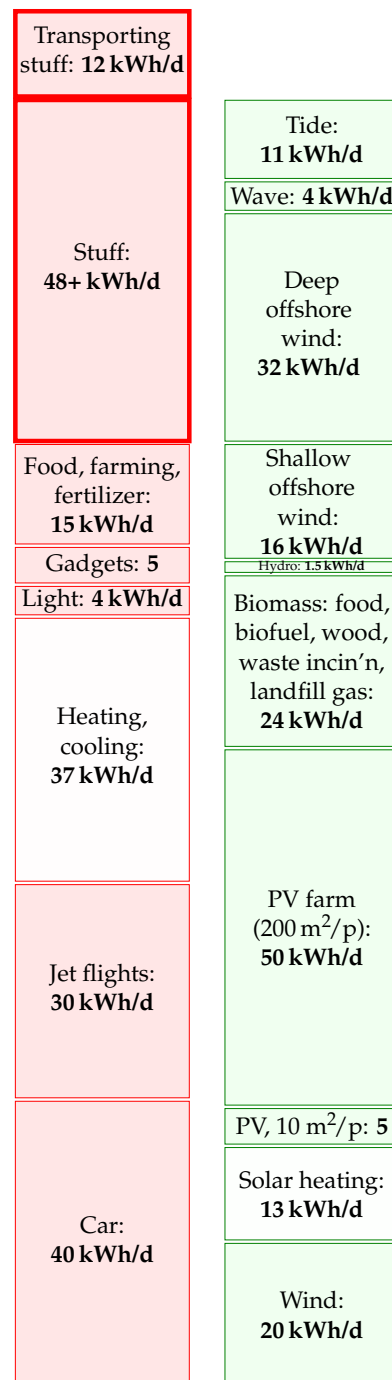 Transporting
stuff: 12 kWh/d
Stuff:
48+ kWh/d
Food, farming,
fertilizer:
15 kWh/d
Gadgets: 5
Light: 4 kWh/d
Heating,
cooling:
37 kWh/d
Jet flights:
30 kWh/d
Car:
40 kWh/d
Tide:
11 kWh/d
Wave: 4 kWh/d
Deep
offshore
wind:
32 kWh/d
Shallow
offshore
wind:
16 kWh/d
Hydro: 1.5 kWh/d
Biomass: food,
biofuel, wood,
waste incin'n,
landfill gas:
24 kWh/d
PV farm
(200 m²/p):
50 kWh/d
PV, 10 m²/p: 5
Solar heating:
13 kWh/d
Wind:
20 kWh/d